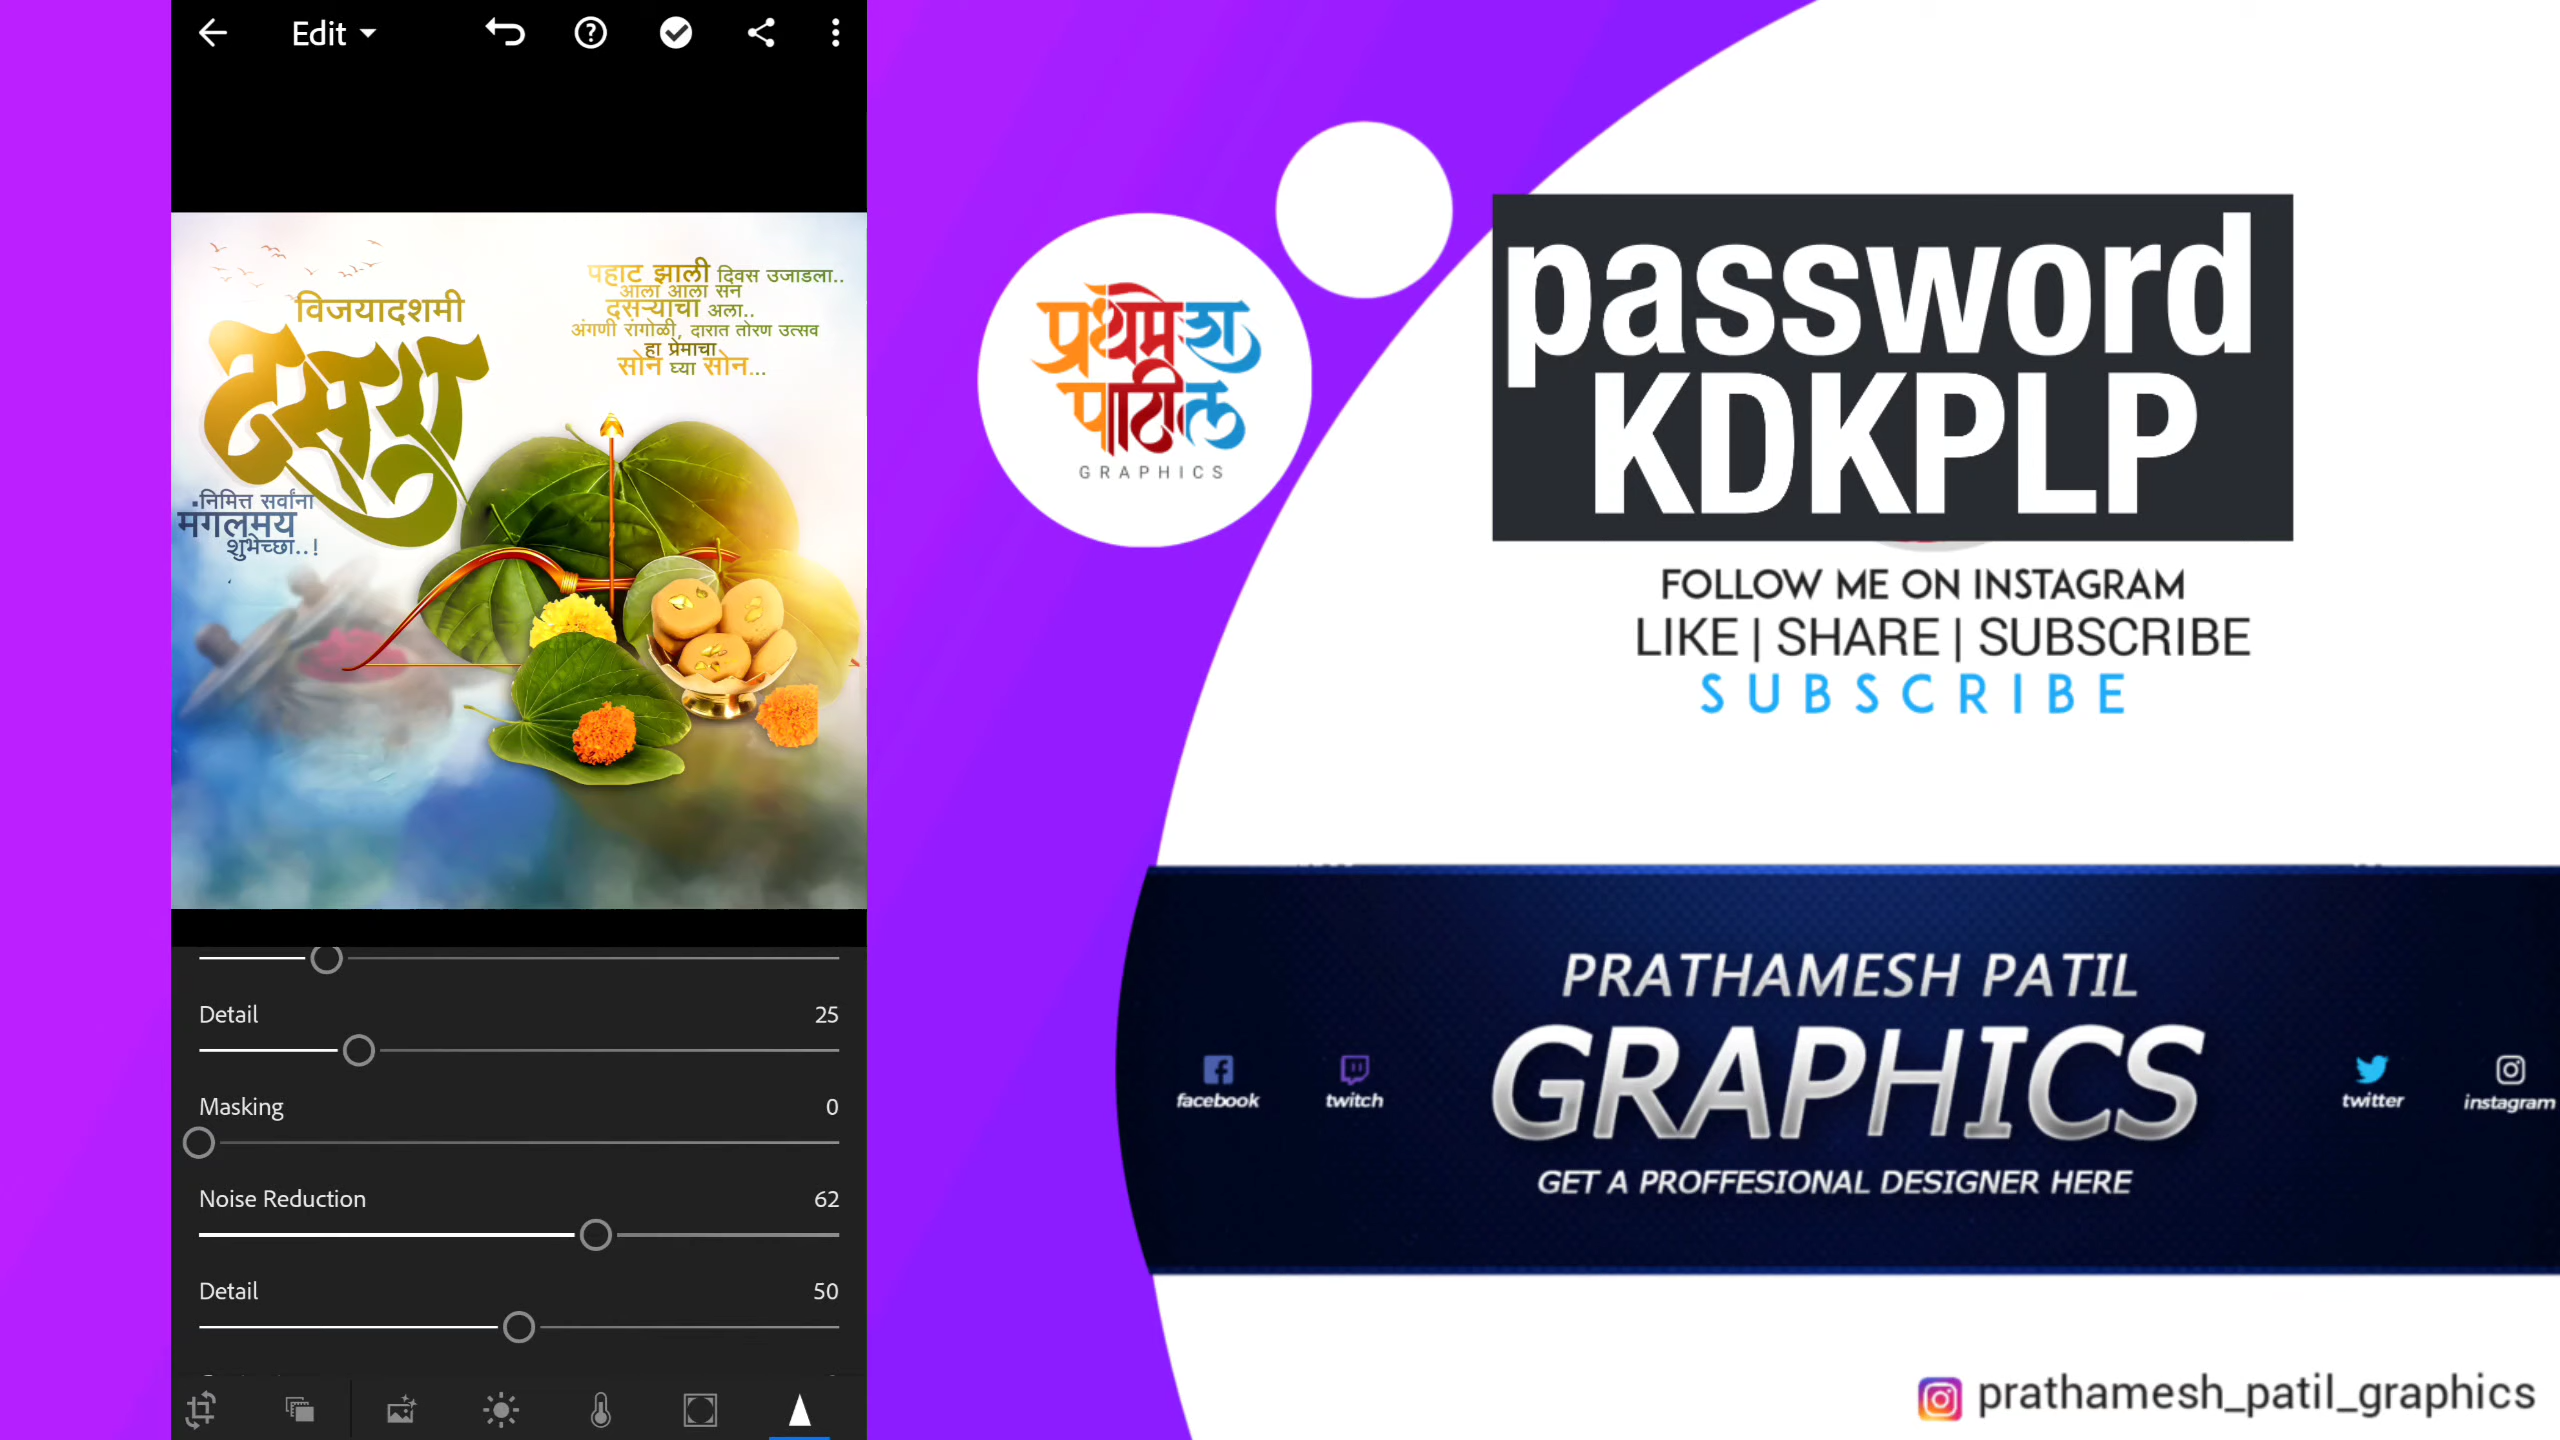 Edit
विजयादशमी
दसरा
पहाट झाली दिवस उजाडला..
आला आला सन
दसऱ्याचा अला..
अंगणी रांगोळी, दारात तोरण उत्सव
हा प्रेमाचा
सोन घ्या सोन...
निमित्त सर्वांना
मंगलमय
शुभेच्छा..!
Detail 25
Masking 0
Noise Reduction 62
Detail 50
प्रथमेश
पाटील
GRAPHICS
password
KDKPLP
FOLLOW ME ON INSTAGRAM
LIKE | SHARE | SUBSCRIBE
SUBSCRIBE
PRATHAMESH PATIL
GRAPHICS
GET A PROFFESIONAL DESIGNER HERE
facebook
twitch
twitter
instagram
prathamesh_patil_graphics